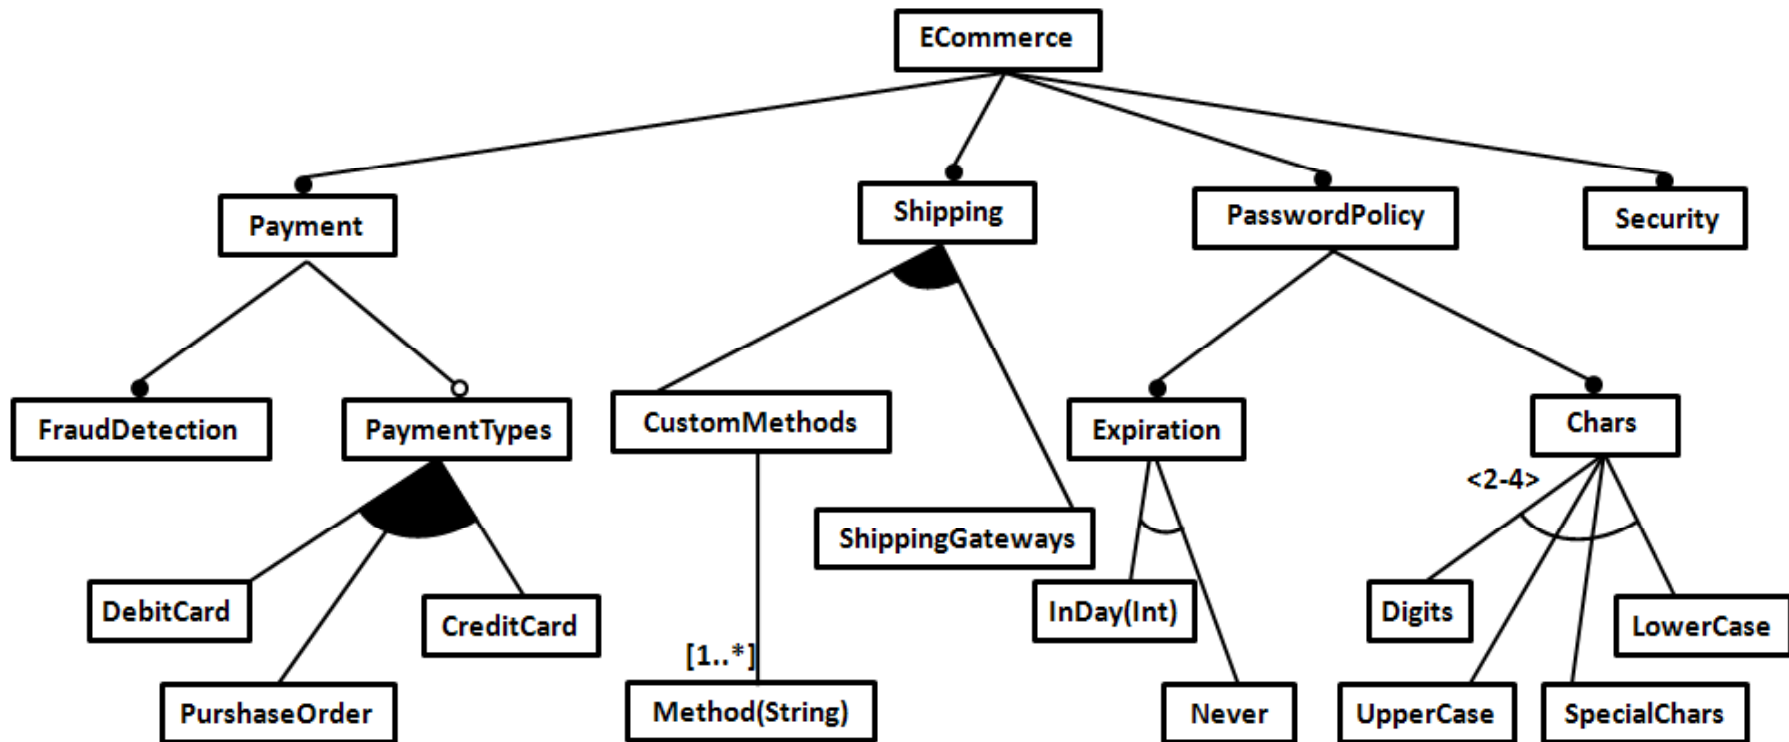 ECommerce
Payment
Shipping
PasswordPolicy
Security
FraudDetection
PaymentTypes
CustomMethods
Expiration
Chars
<2-4>
ShippingGateways
DebitCard
CreditCard
InDay(Int)
Digits
LowerCase
[1..*]
PurshaseOrder
Method(String)
Never
UpperCase
SpecialChars